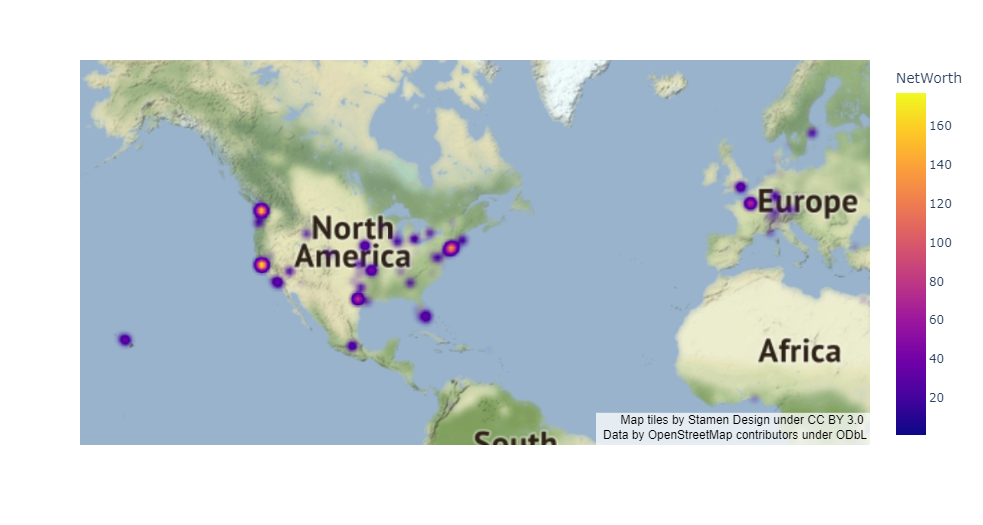 NetWorth
160
140
120
100
80
60
40
20
North
America
Europe
Africa
South
Map tiles by Stamen Design under CC BY 3.0
Data by OpenStreetMap contributors under ODbL